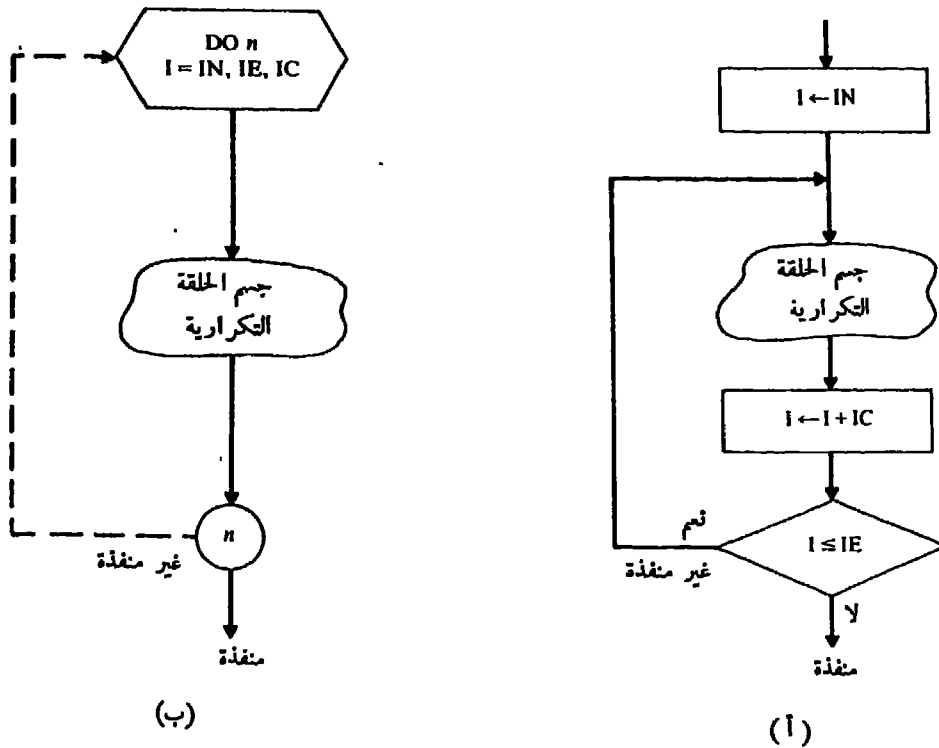 I ← IN
جسم الحلقة
التكرارية
I ← I + IC
I ≤ IE
نعم
غير منفذة
لا
منفذة
(أ)
DO n
I = IN, IE, IC
جسم الحلقة
التكرارية
n
غير منفذة
منفذة
(ب)